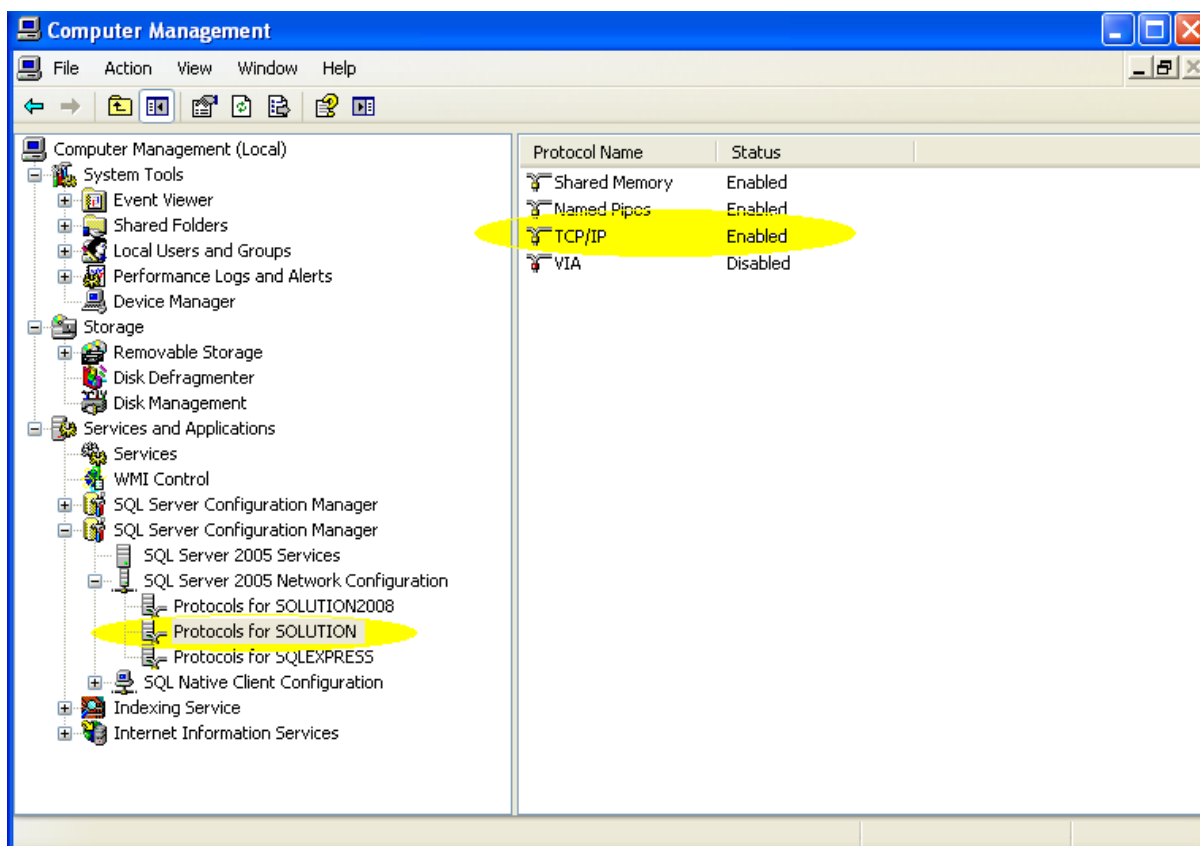 Computer Management
File Action View Window Help
Computer Management (Local)
System Tools
Event Viewer
Shared Folders
Local Users and Groups
Performance Logs and Alerts
Device Manager
Storage
Removable Storage
Disk Defragmenter
Disk Management
Services and Applications
Services
WMI Control
SQL Server Configuration Manager
SQL Server Configuration Manager
SQL Server 2005 Services
SQL Server 2005 Network Configuration
Protocols for SOLUTION2008
Protocols for SOLUTION
Protocols for SQLEXPRESS
SQL Native Client Configuration
Indexing Service
Internet Information Services
Protocol Name Status
Shared Memory Enabled
Named Pipes Enabled
TCP/IP Enabled
VIA Disabled